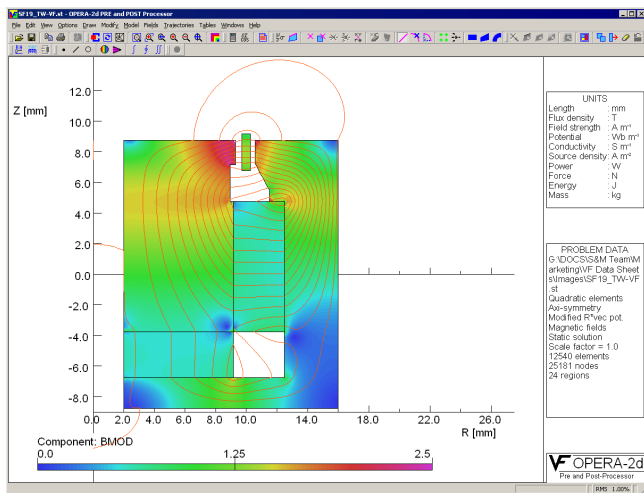 SF19_TW-VF.st - OPERA-2d PRE and POST Processor
File Edit View Options Draw Modify Model Fields Trajectories Tables Windows Help
Z [mm]
12.0
10.0
8.0
6.0
4.0
2.0
0.0
-2.0
-4.0
-6.0
-8.0
0.0 2.0 4.0 6.0 8.0 10.0 14.0 18.0 22.0 26.0
R [mm]
Component: BMOD
0.0 1.25 2.5
UNITS
Length : mm
Flux density : T
Field strength : A m⁻¹
Potential : Wb m⁻¹
Conductivity : S m⁻¹
Source density : A m⁻²
Power : W
Force : N
Energy : J
Mass : kg
PROBLEM DATA
G:\DOCS\S&M Team\M
arketing\VF Data Sheet
s\Images\SF19_TW-VF
.st
Quadratic elements
Axi-symmetry
Modified R*vec pot.
Magnetic fields
Static solution
Scale factor = 1.0
12540 elements
25181 nodes
24 regions
VF OPERA-2d
Pre and Post-Processor
RMS 1.00%